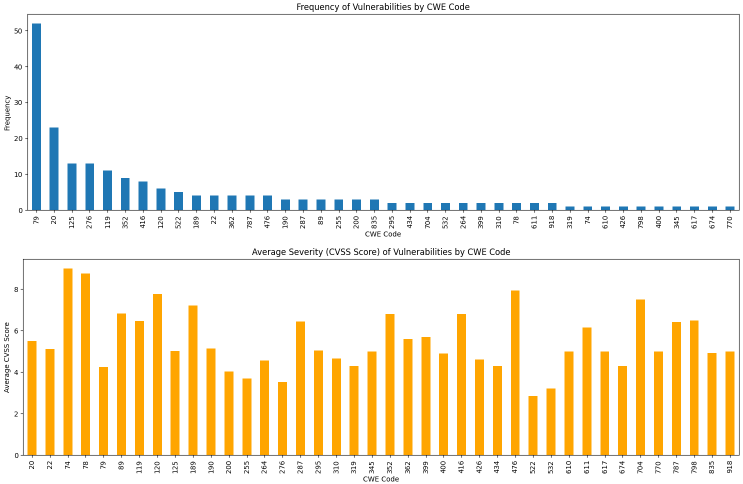 Frequency of Vulnerabilities by CWE Code
Frequency
50
40
30
20
10
0
79 20 125 276 119 352 416 120 522 189 22 362 787 476 190 287 89 255 200 835 295 434 704 532 264 399 310 78 611 918 319 74 610 426 798 400 345 617 674 770
CWE Code
Average Severity (CVSS Score) of Vulnerabilities by CWE Code
Average CVSS Score
8
6
4
2
0
20 22 74 78 79 89 119 120 125 189 190 200 255 264 276 287 295 310 319 345 352 362 399 400 416 426 434 476 522 532 610 611 617 674 704 770 787 798 835 918
CWE Code